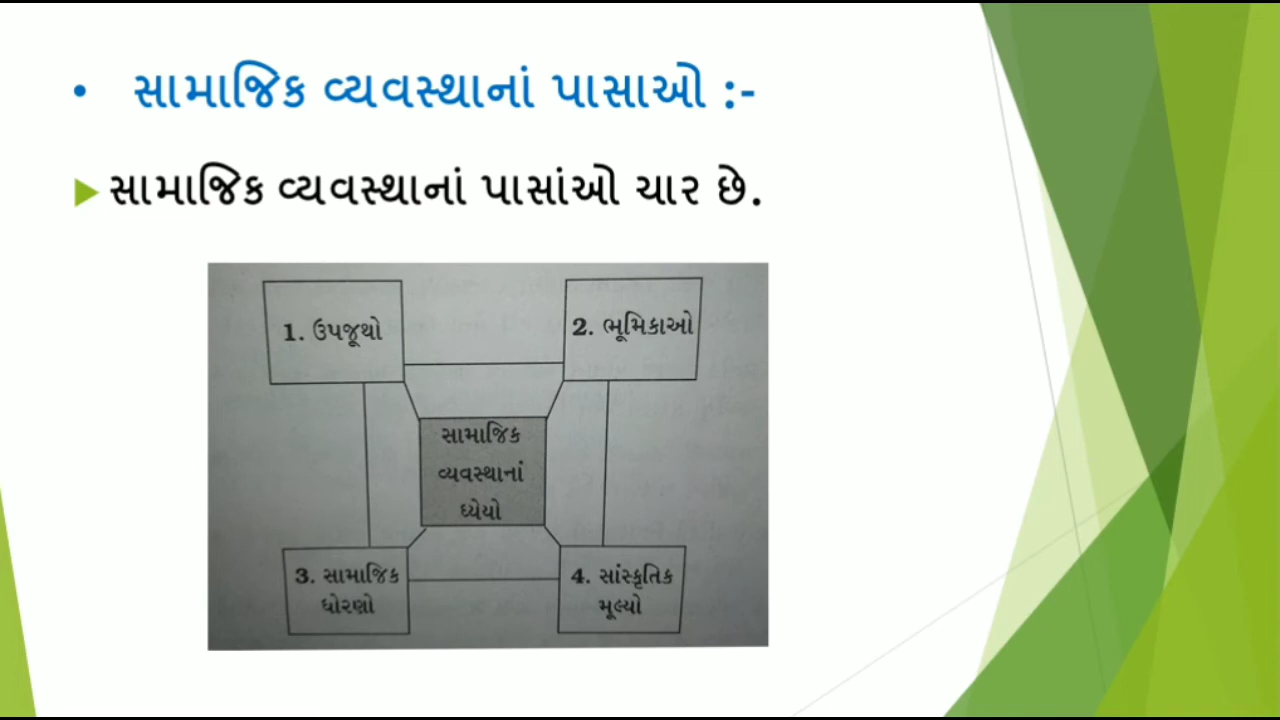 • સામાજિક વ્યવસ્થાનાં પાસાઓ :-
સામાજિક વ્યવસ્થાનાં પાસાંઓ ચાર છે.
1. ઉપજૂથો
2. ભૂમિકાઓ
સામાજિક
વ્યવસ્થાનાં
ધ્યેયો
3. સામાજિક
ધોરણો
4. સાંસ્કૃતિક
મૂલ્યો